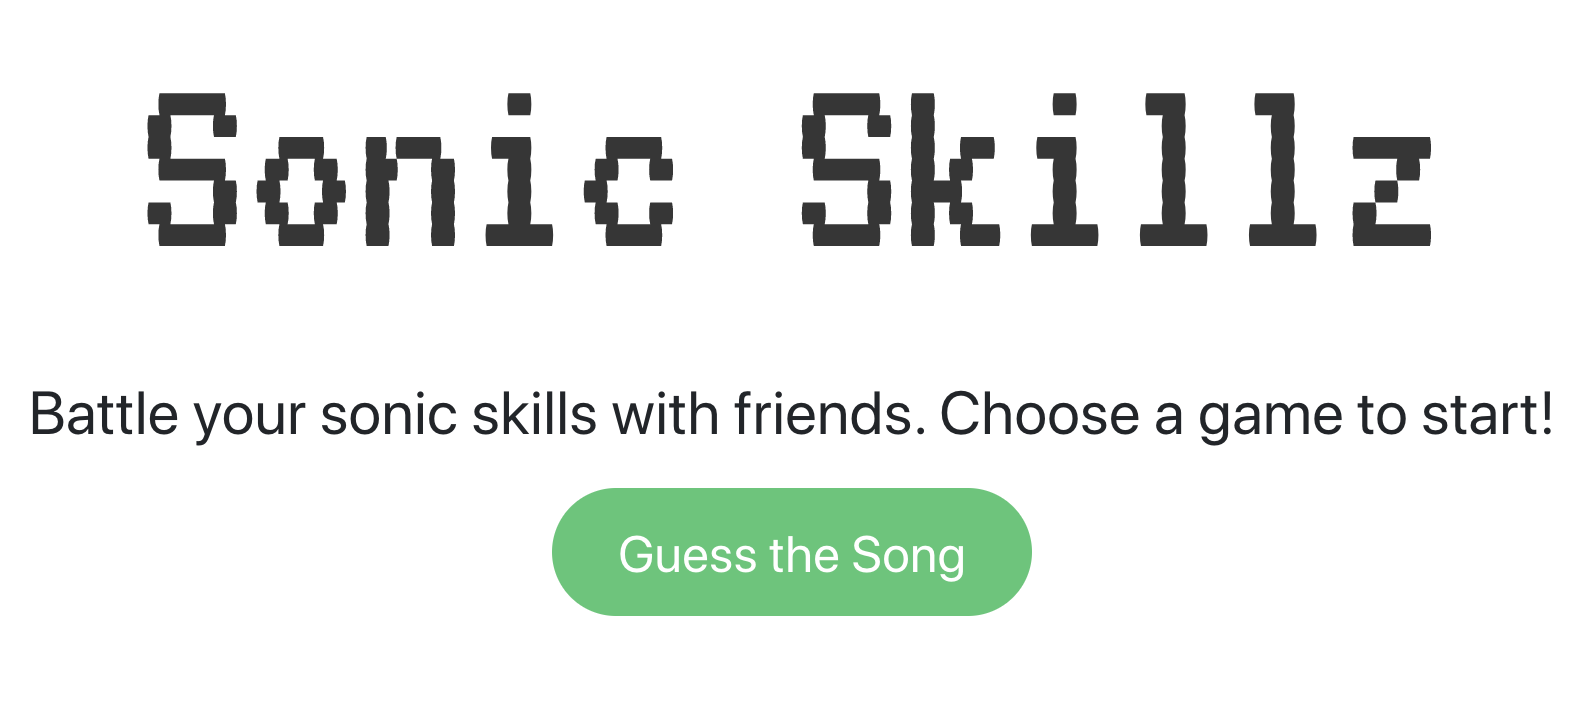 Sonic Skillz
Battle your sonic skills with friends. Choose a game to start!
Guess the Song